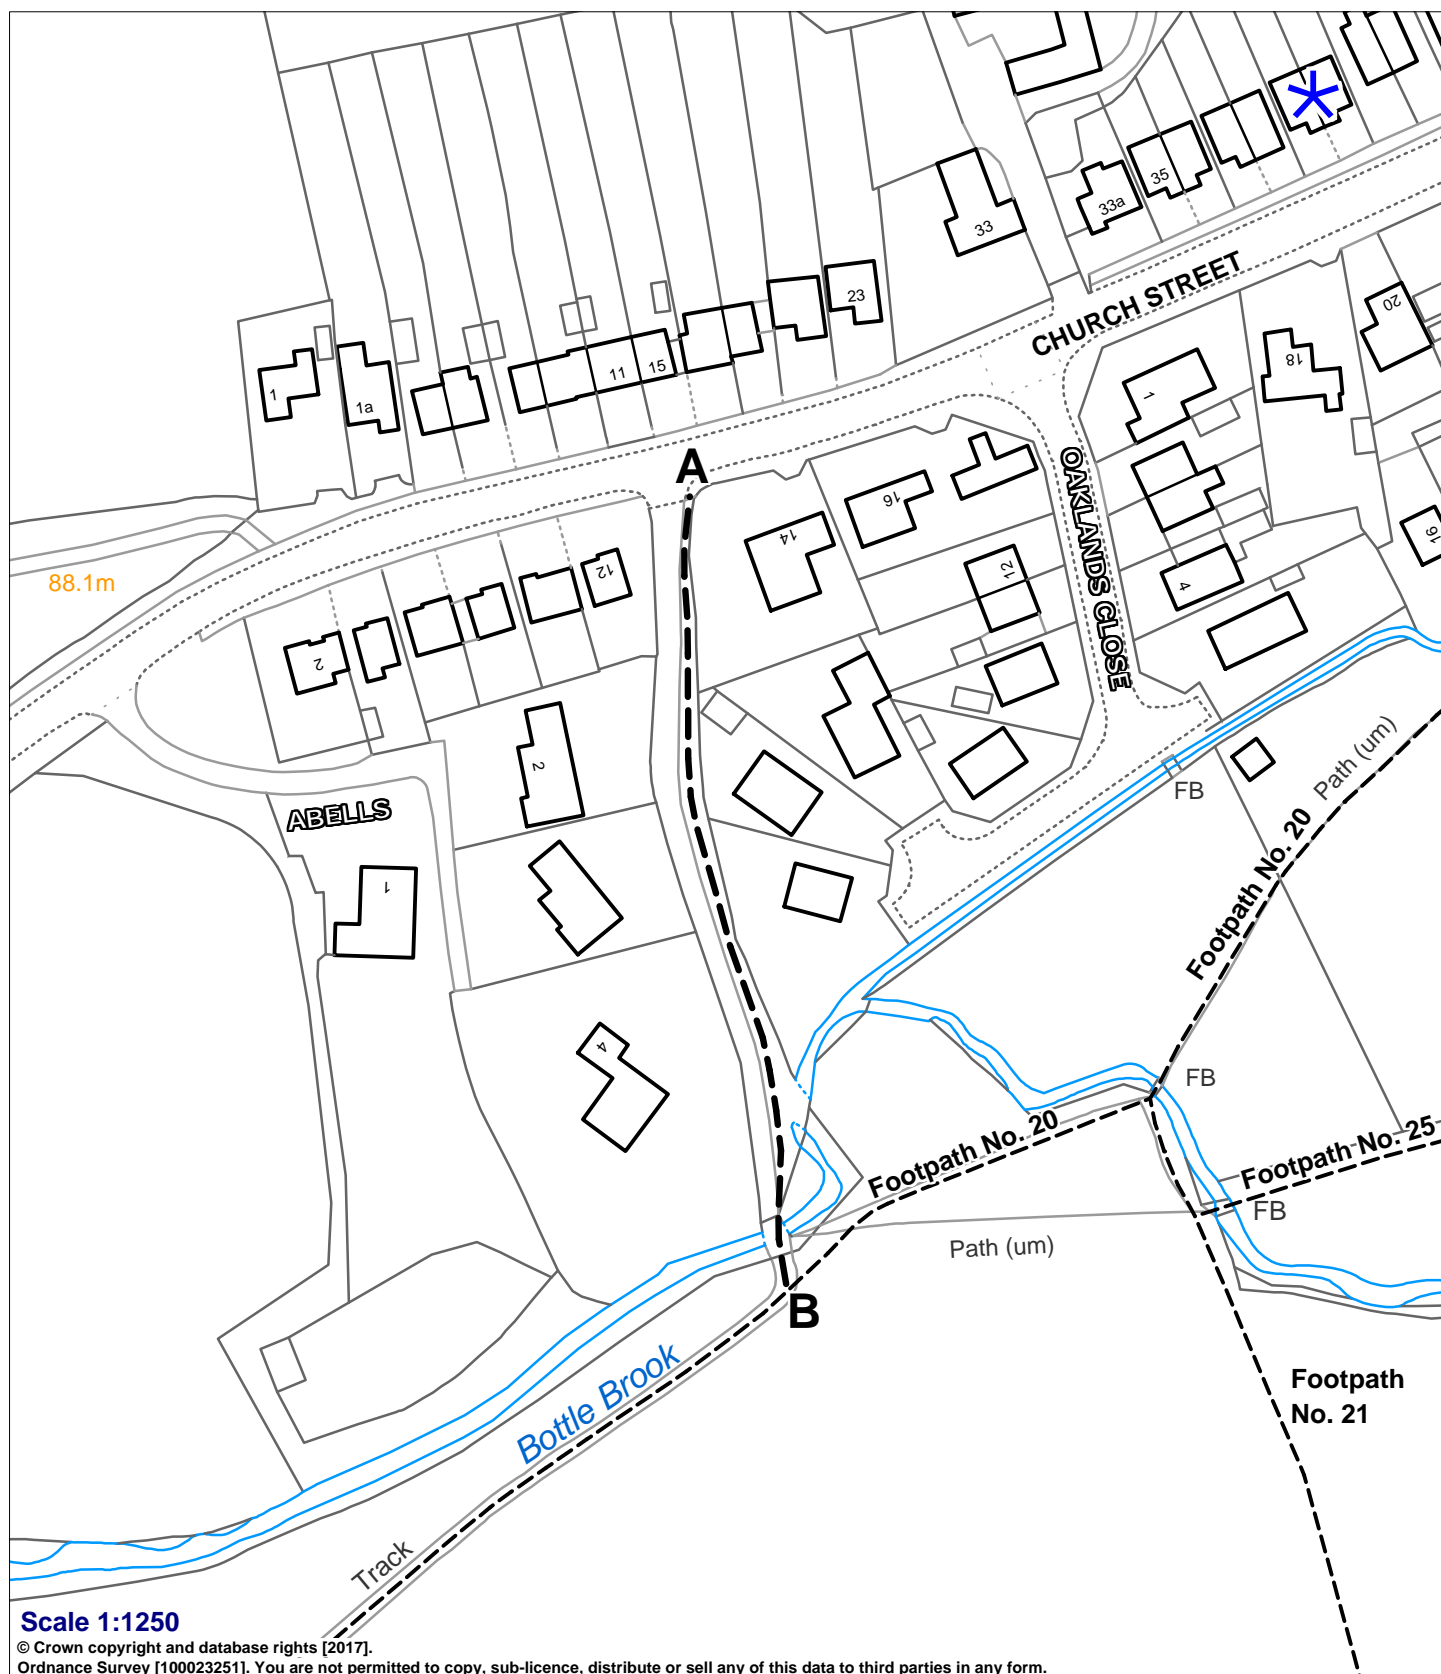 33
33a
35
CHURCH STREET
20
23
1
1a
11
15
18
1
A
16
14
12
OAKLANDS CLOSE
16
88.1m
12
4
2
2
Path (um)
FB
ABELLS
1
Footpath No. 20
4
FB
Footpath No. 20
Footpath No. 25
FB
Path (um)
B
Bottle Brook
Footpath
No. 21
Track
Scale 1:1250
© Crown copyright and database rights [2017].
Ordnance Survey [100023251]. You are not permitted to copy, sub-licence, distribute or sell any of this data to third parties in any form.